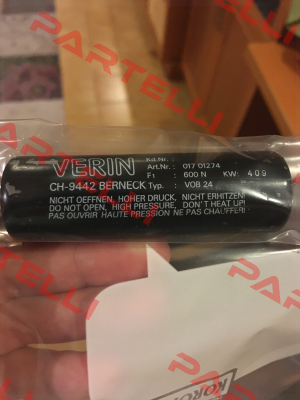 PARTELLI
PARTELLI
PARTELLI
VERIN
Kd.Nr. :
Art.Nr. : 017 01274
F1 : 600 N KW: 409
CH-9442 BERNECK Typ. : VOB 24
NICHT OEFFNEN, HOHER DRUCK, NICHT ERHITZEN!
DO NOT OPEN, HIGH PRESSURE, DON'T HEAT UP!
PAS OUVRIR HAUTE PRESSION NE PAS CHAUFFER!
PARTELLI